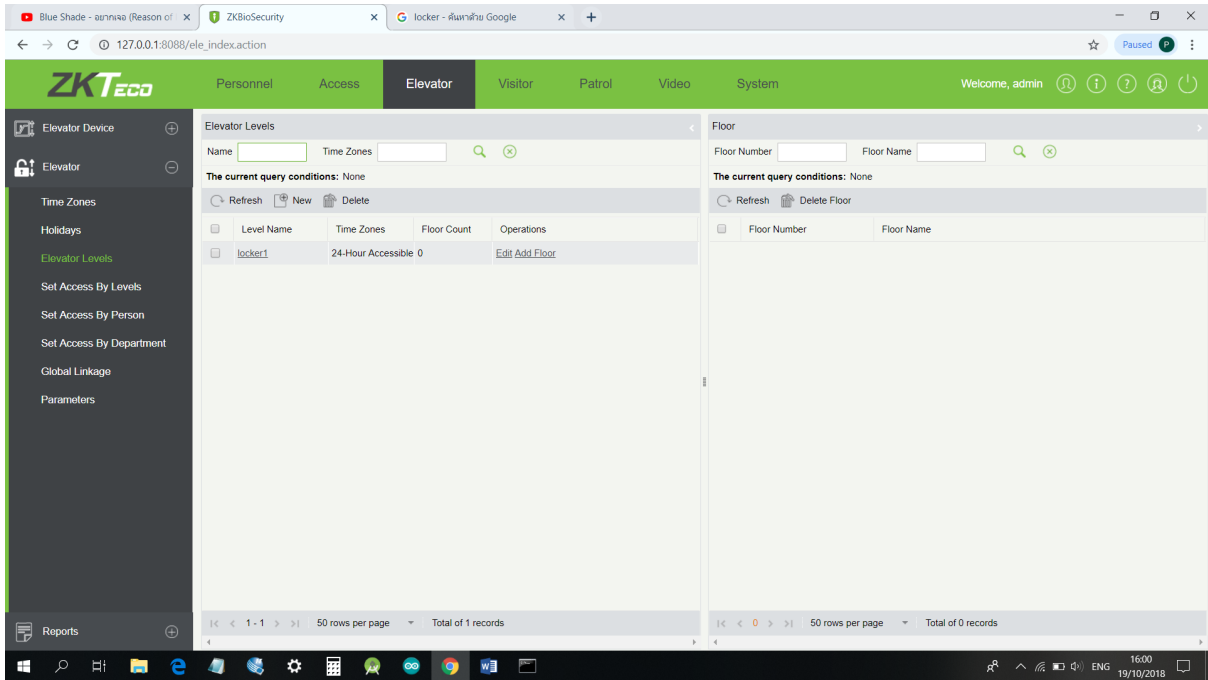 Blue Shade - อยากเจอ (Reason of
ZKBioSecurity
locker - ค้นหาด้วย Google
127.0.0.1:8088/ele_index.action
Paused P
ZKTeco
Personnel Access Elevator Visitor Patrol Video System
Welcome, admin
Elevator Device
Elevator
Time Zones
Holidays
Elevator Levels
Set Access By Levels
Set Access By Person
Set Access By Department
Global Linkage
Parameters
Reports
Elevator Levels
Name Time Zones
The current query conditions: None
Refresh New Delete
Level Name Time Zones Floor Count Operations
locker1 24-Hour Accessible 0 Edit Add Floor
1 - 1 50 rows per page Total of 1 records
Floor
Floor Number Floor Name
The current query conditions: None
Refresh Delete Floor
Floor Number Floor Name
0 50 rows per page Total of 0 records
ENG
16:00
19/10/2018